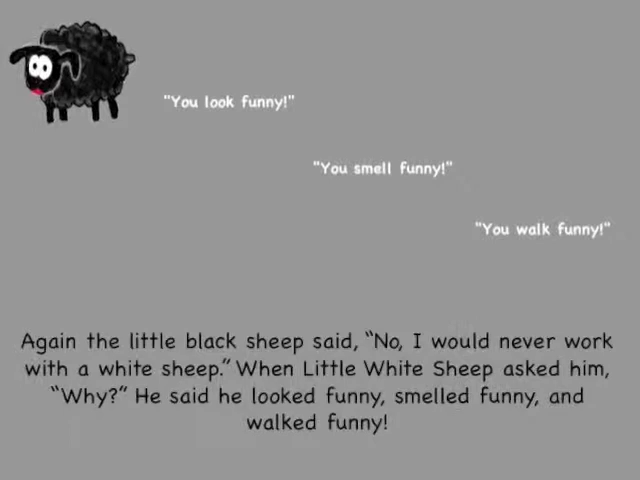 "You look funny!"
"You smell funny!"
"You walk funny!"
Again the little black sheep said, “No, I would never work
with a white sheep.” When Little White Sheep asked him,
“Why?” He said he looked funny, smelled funny, and
walked funny!